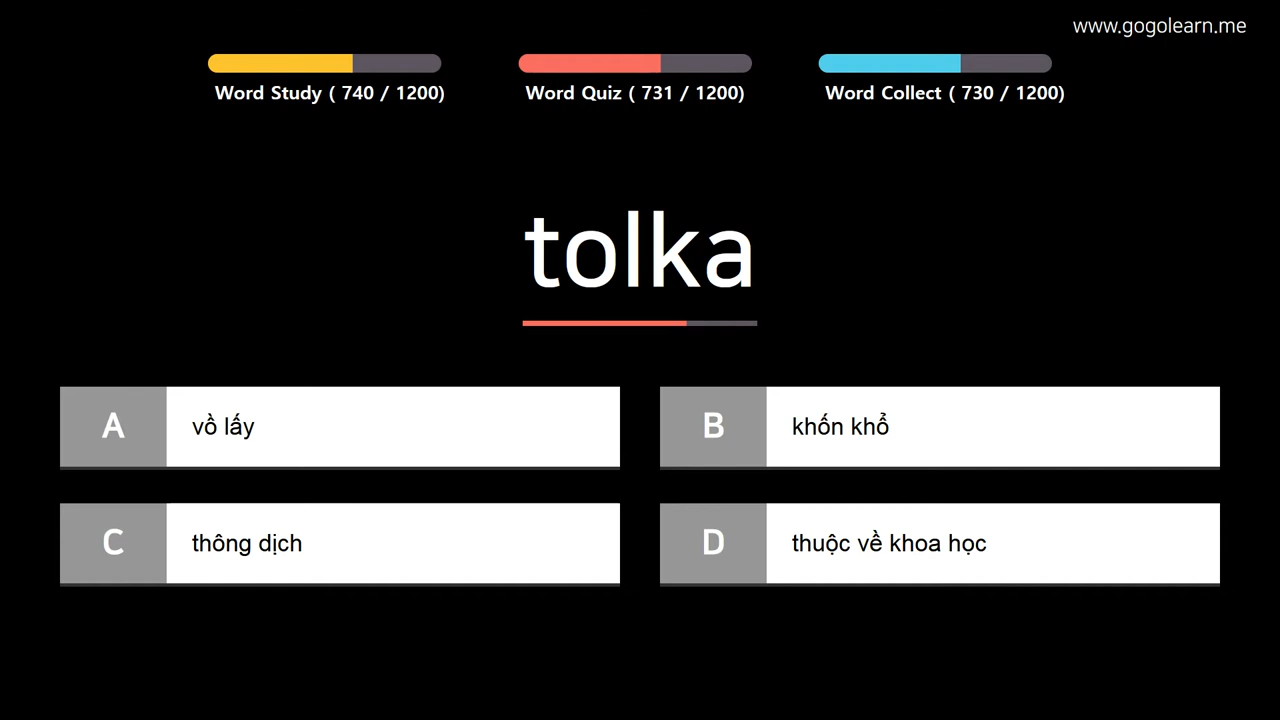 www.gogolearn.me
Word Study ( 740 / 1200)
Word Quiz ( 731 / 1200)
Word Collect ( 730 / 1200)
tolka
A
vồ lấy
B
khốn khổ
C
thông dịch
D
thuộc về khoa học